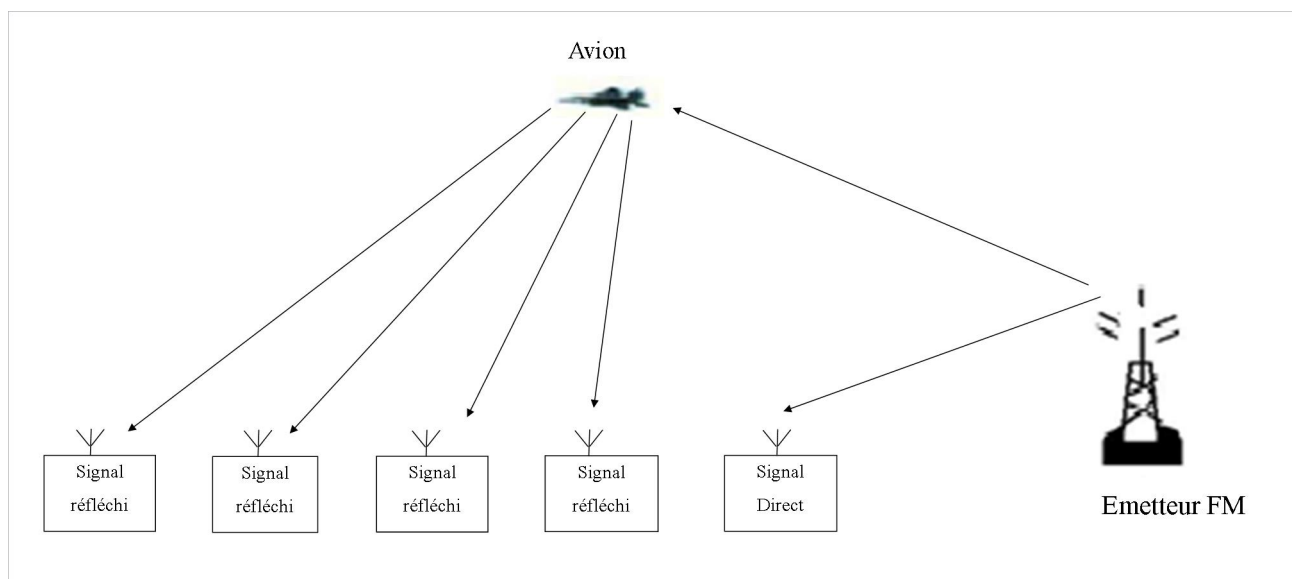 Avion
Signal
réfléchi
Signal
réfléchi
Signal
réfléchi
Signal
réfléchi
Signal
Direct
Emetteur FM